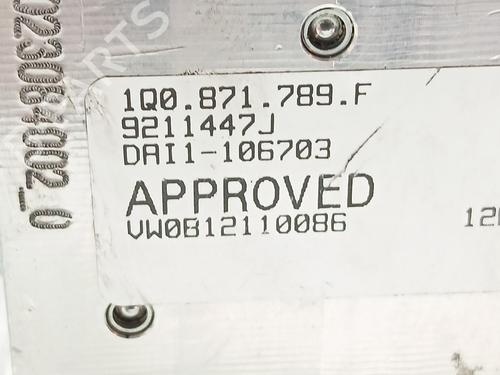 1Q0.871.789.F
9211447J
DAI1-106703
APPROVED
VW0B12110086